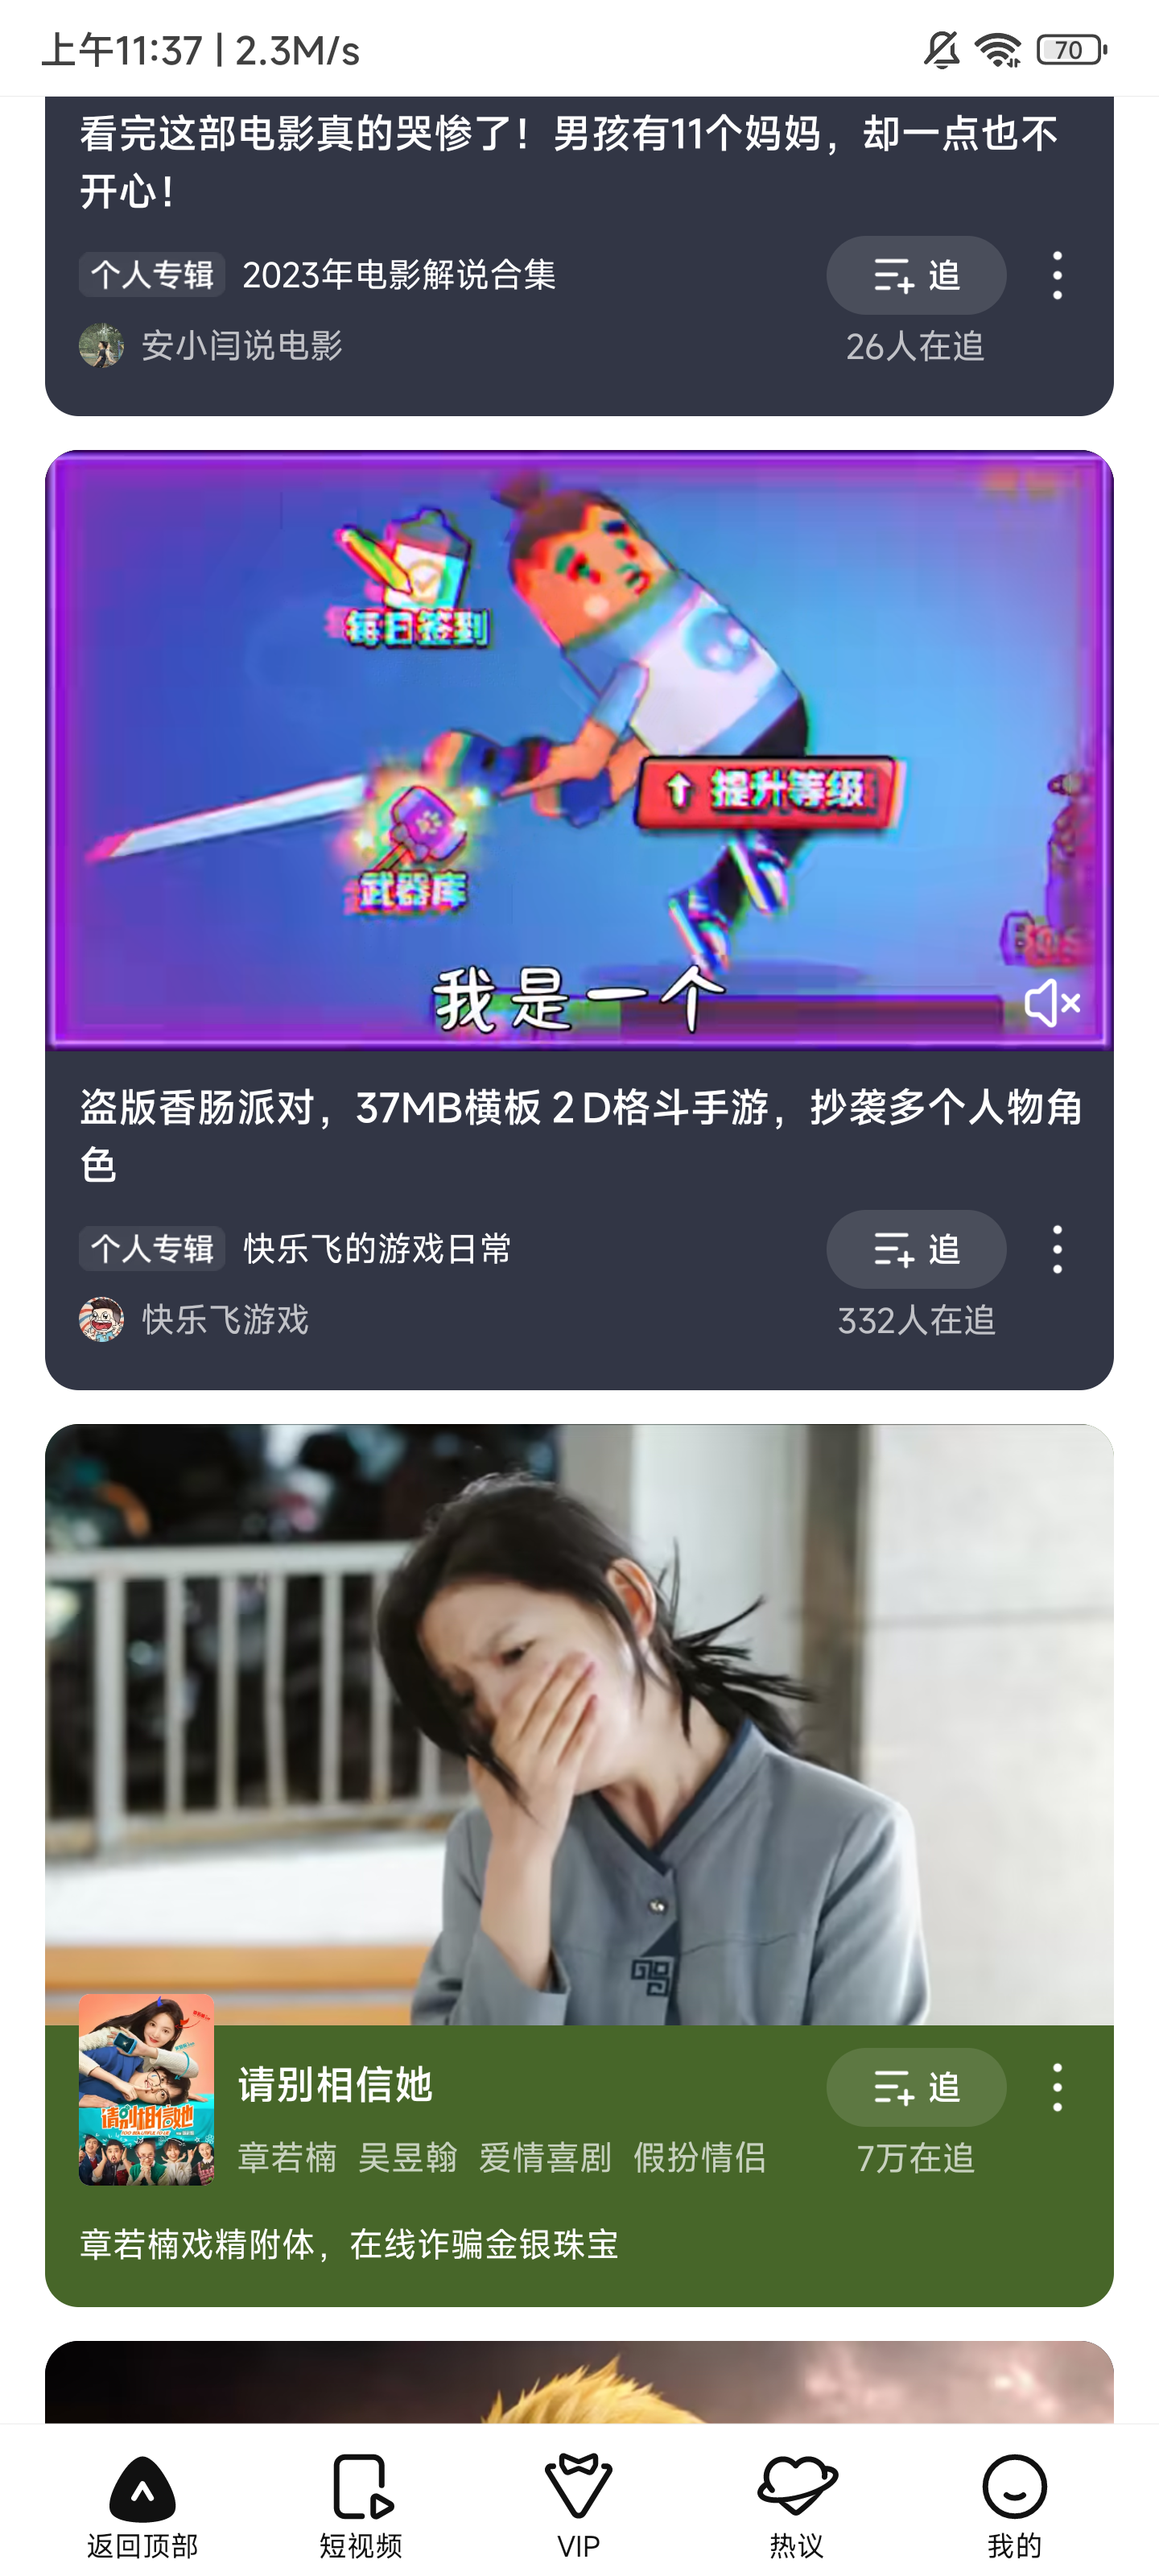 上午11:37 | 2.3M/s
70
看完这部电影真的哭惨了！男孩有11个妈妈，却一点也不
开心！
个人专辑 2023年电影解说合集
追
安小闫说电影
26人在追
每日签到
提升等级
武器库
我是一个
盗版香肠派对，37MB横板 2 D格斗手游，抄袭多个人物角
色
个人专辑 快乐飞的游戏日常
追
快乐飞游戏
332人在追
请别相信她
请别相信她
追
章若楠 吴昱翰 爱情喜剧 假扮情侣
7万在追
章若楠戏精附体，在线诈骗金银珠宝
返回顶部
短视频
VIP
热议
我的